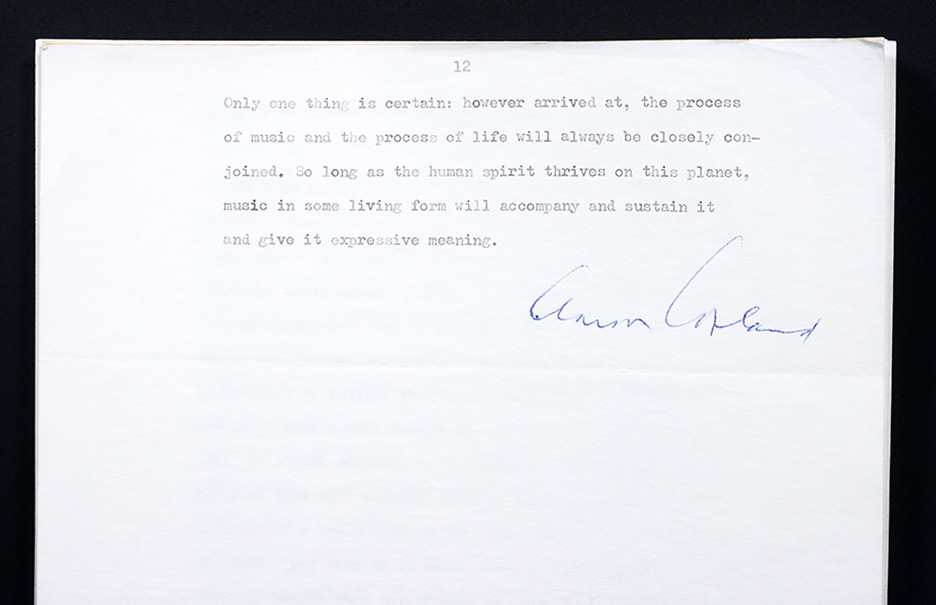 12
Only one thing is certain: however arrived at, the process
of music and the process of life will always be closely con-
joined. So long as the human spirit thrives on this planet,
music in some living form will accompany and sustain it
and give it expressive meaning.
Aaron Copland